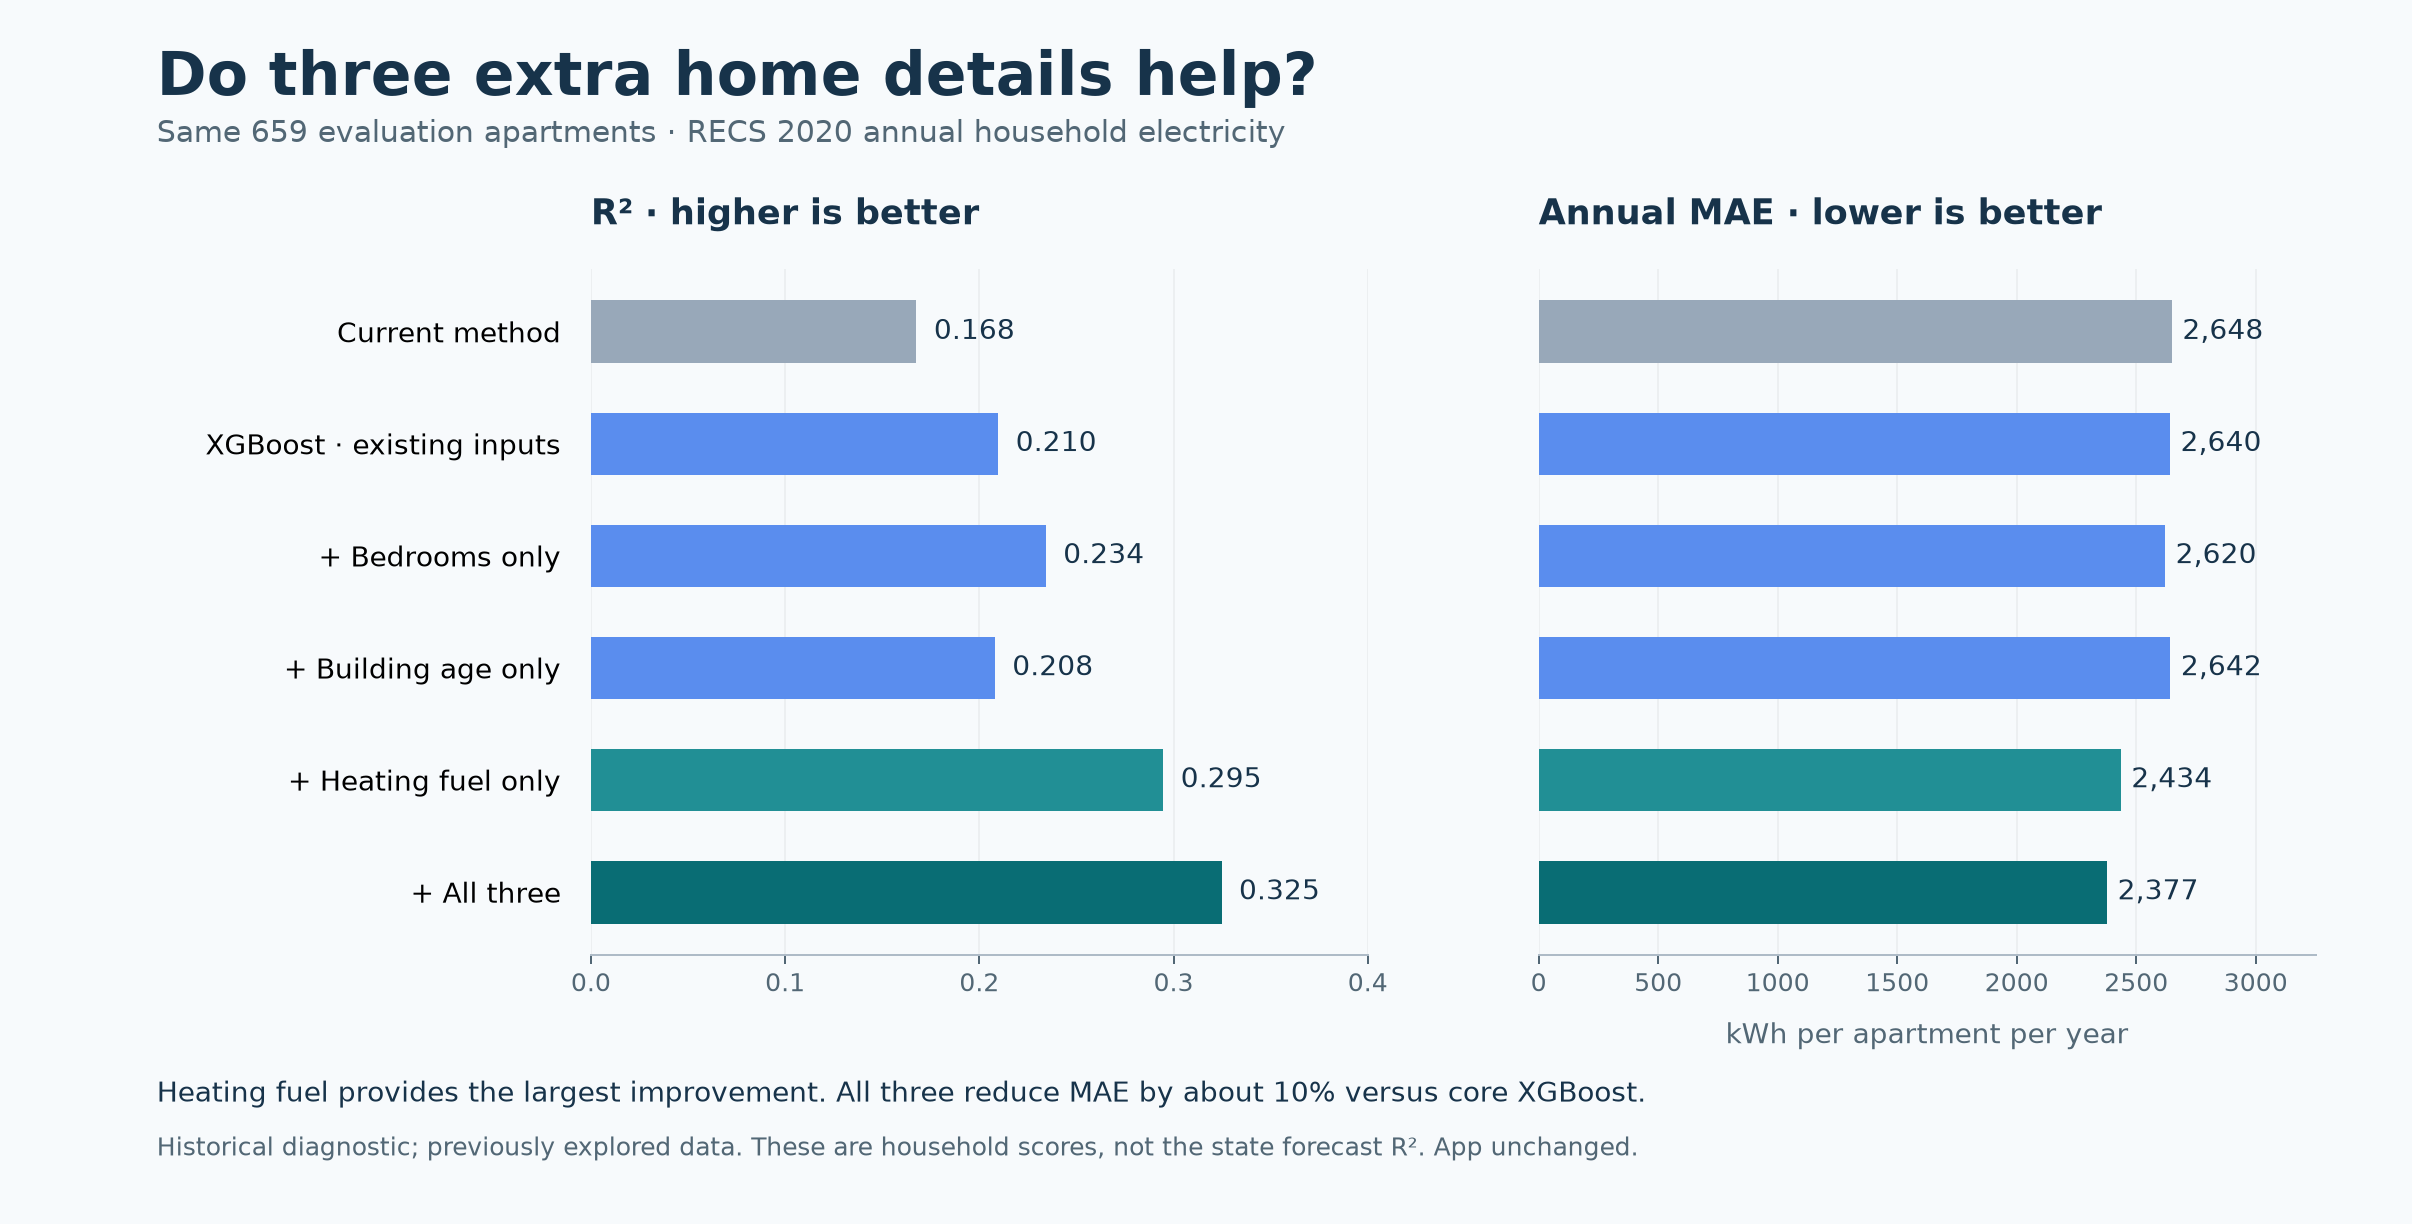 Do three extra home details help?
Same 659 evaluation apartments · RECS 2020 annual household electricity
R² · higher is better
Current method 0.168
XGBoost · existing inputs 0.210
+ Bedrooms only 0.234
+ Building age only 0.208
+ Heating fuel only 0.295
+ All three 0.325
0.0 0.1 0.2 0.3 0.4
Annual MAE · lower is better
2,648
2,640
2,620
2,642
2,434
2,377
0 500 1000 1500 2000 2500 3000
kWh per apartment per year
Heating fuel provides the largest improvement. All three reduce MAE by about 10% versus core XGBoost.
Historical diagnostic; previously explored data. These are household scores, not the state forecast R². App unchanged.